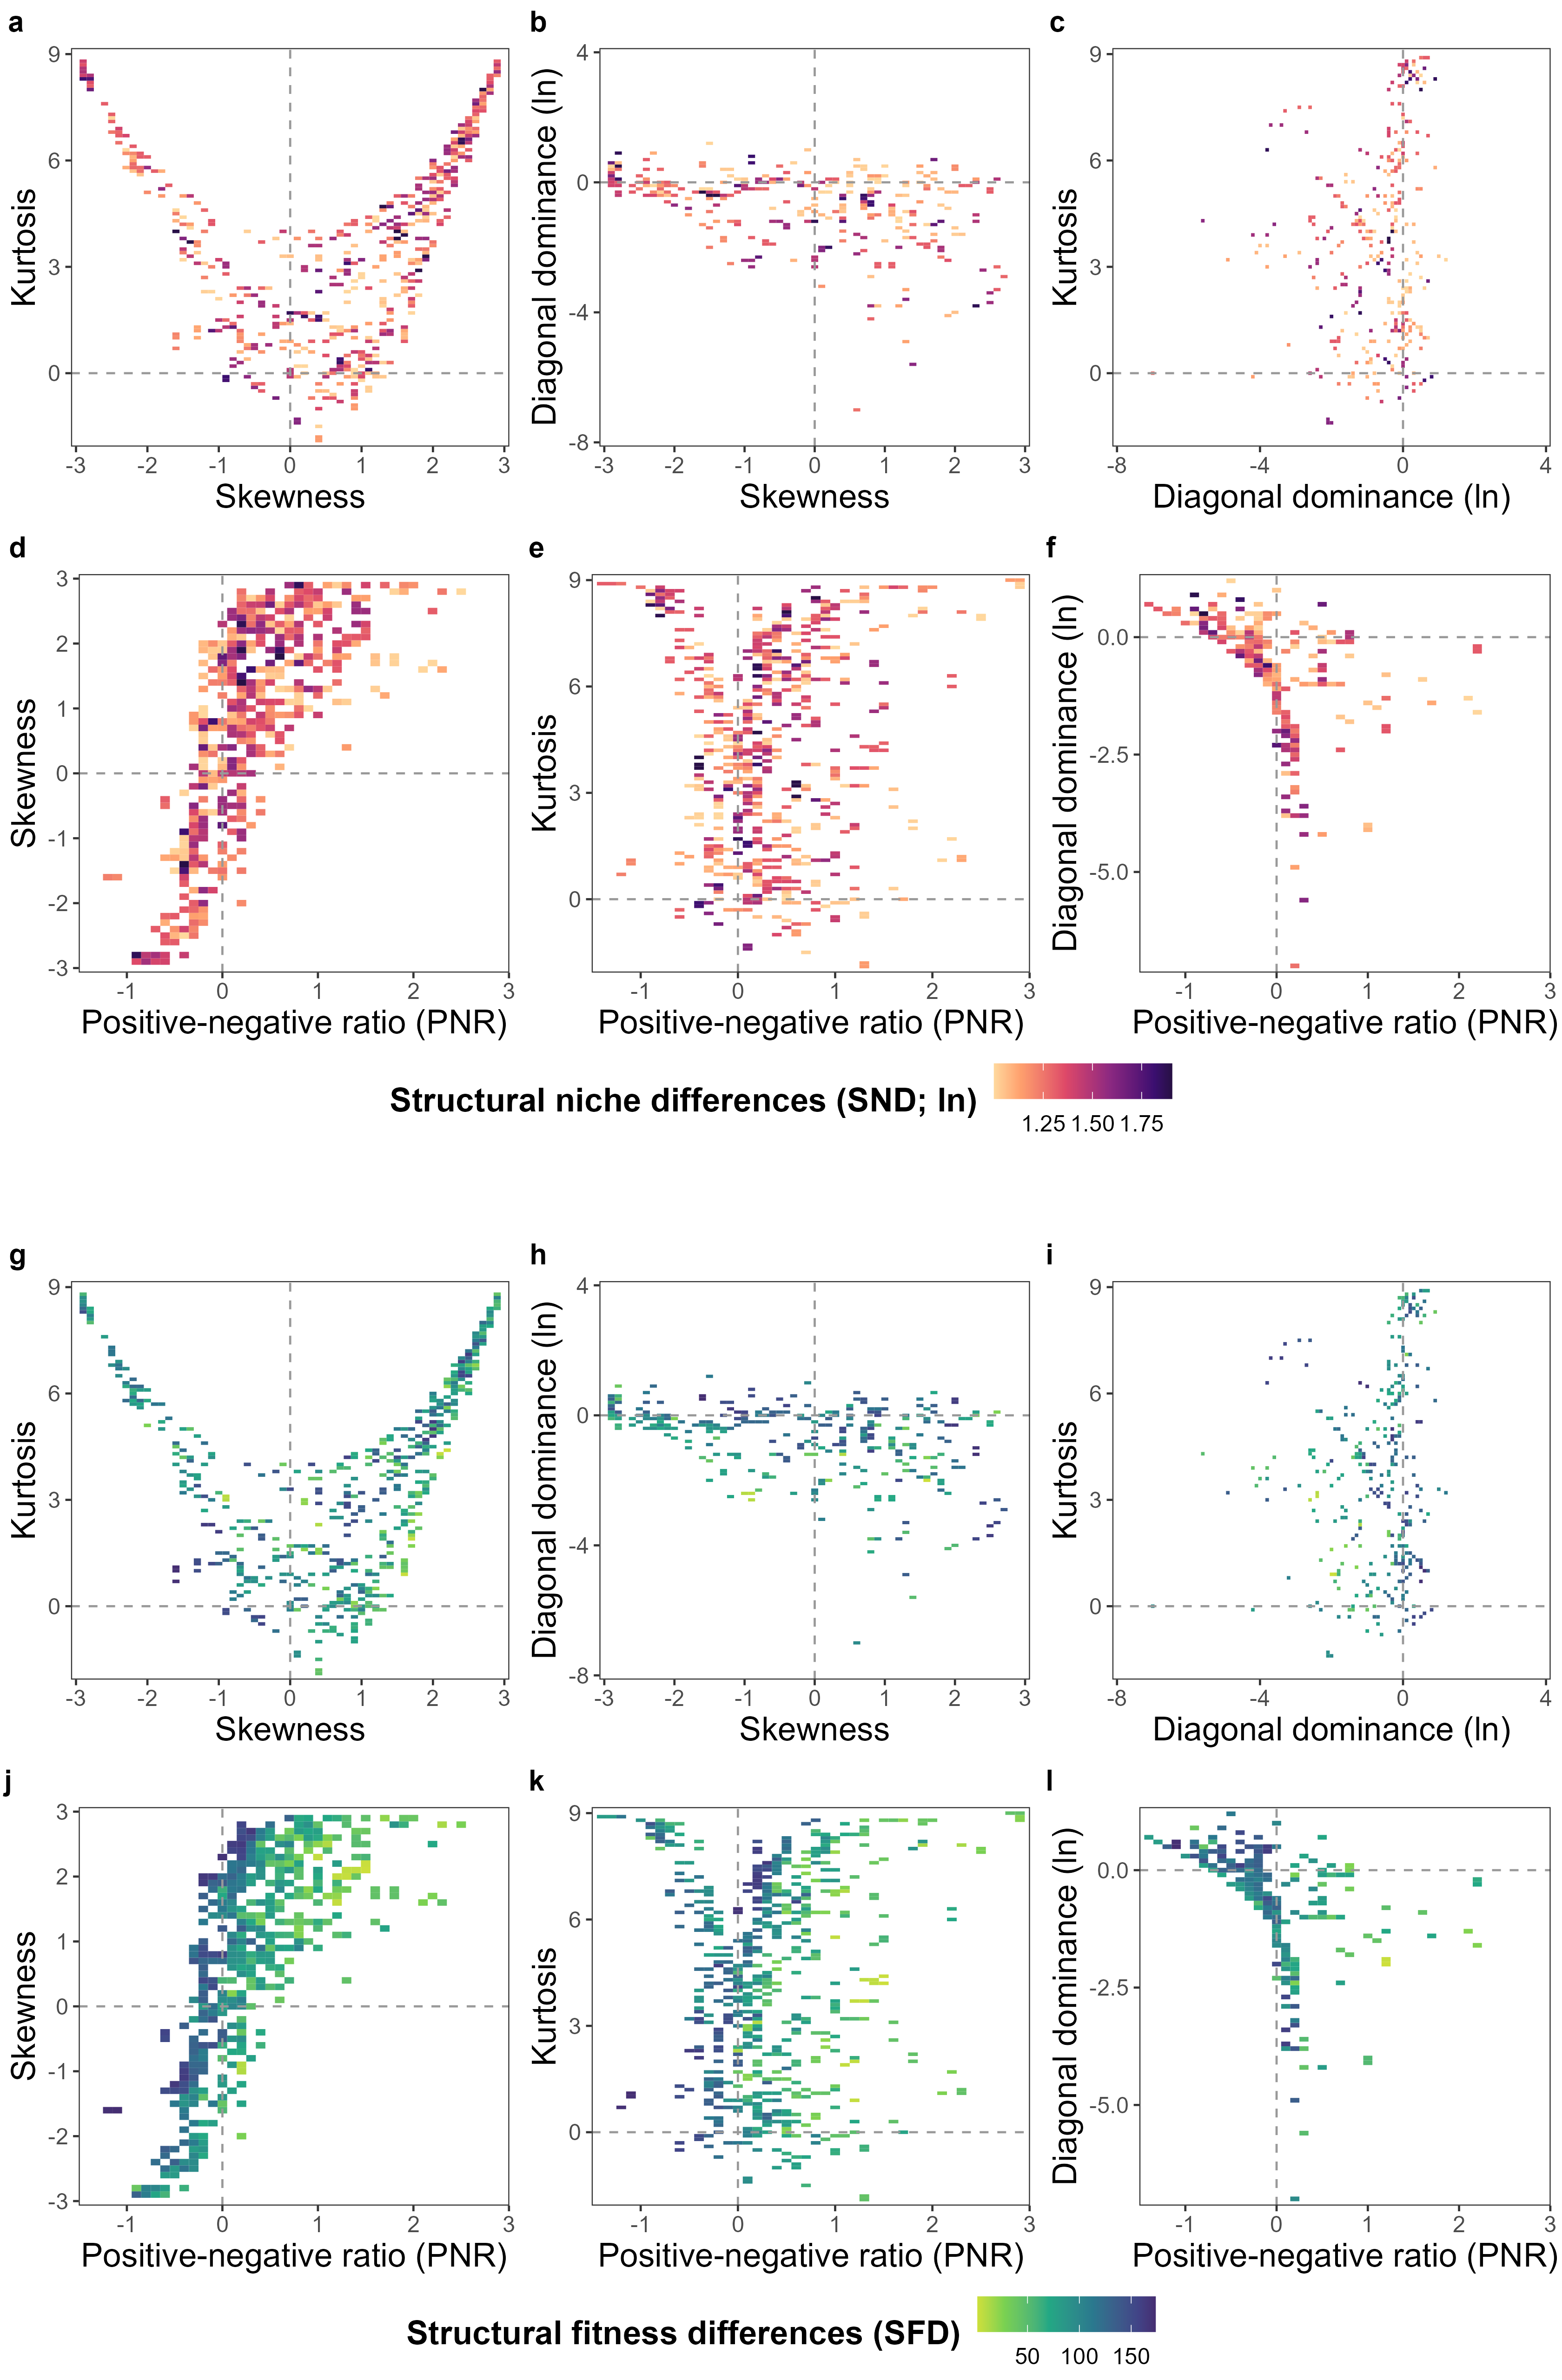 a
b
c
9
6
3
0
Kurtosis
-3 -2 -1 0 1 2 3
Skewness
4
0
-4
-8
Diagonal dominance (ln)
-3 -2 -1 0 1 2 3
Skewness
9
6
3
0
Kurtosis
-8 -4 0 4
Diagonal dominance (ln)
d
e
f
3
2
1
0
-1
-2
-3
Skewness
-1 0 1 2 3
Positive-negative ratio (PNR)
9
6
3
0
Kurtosis
-1 0 1 2 3
Positive-negative ratio (PNR)
0.0
-2.5
-5.0
Diagonal dominance (ln)
-1 0 1 2 3
Positive-negative ratio (PNR)
Structural niche differences (SND; ln)
1.25 1.50 1.75
g
h
i
9
6
3
0
Kurtosis
-3 -2 -1 0 1 2 3
Skewness
4
0
-4
-8
Diagonal dominance (ln)
-3 -2 -1 0 1 2 3
Skewness
9
6
3
0
Kurtosis
-8 -4 0 4
Diagonal dominance (ln)
j
k
l
3
2
1
0
-1
-2
-3
Skewness
-1 0 1 2 3
Positive-negative ratio (PNR)
9
6
3
0
Kurtosis
-1 0 1 2 3
Positive-negative ratio (PNR)
0.0
-2.5
-5.0
Diagonal dominance (ln)
-1 0 1 2 3
Positive-negative ratio (PNR)
Structural fitness differences (SFD)
50 100 150